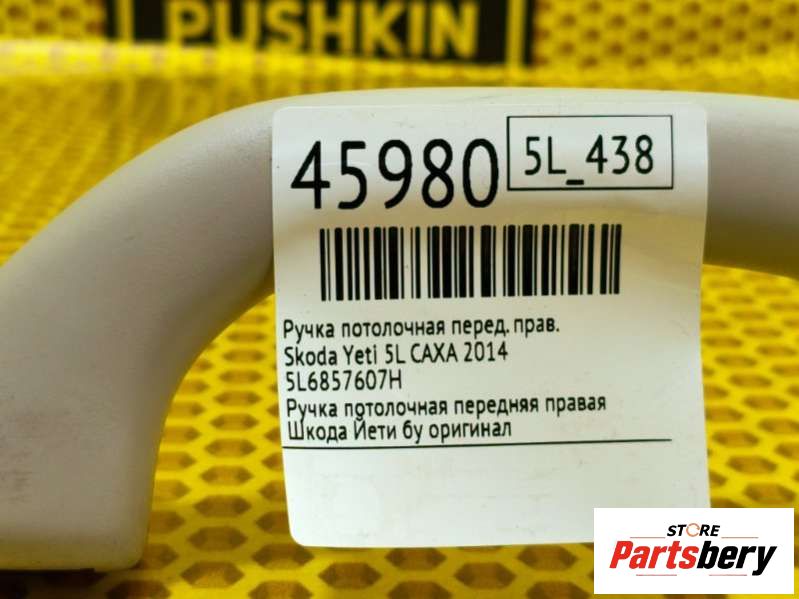 PUSHKIN
45980
5L_438
Ручка потолочная перед. прав.
Skoda Yeti 5L CAXA 2014
5L6857607H
Ручка потолочная передняя правая
Шкода Йети бу оригинал
STORE
Partsbery